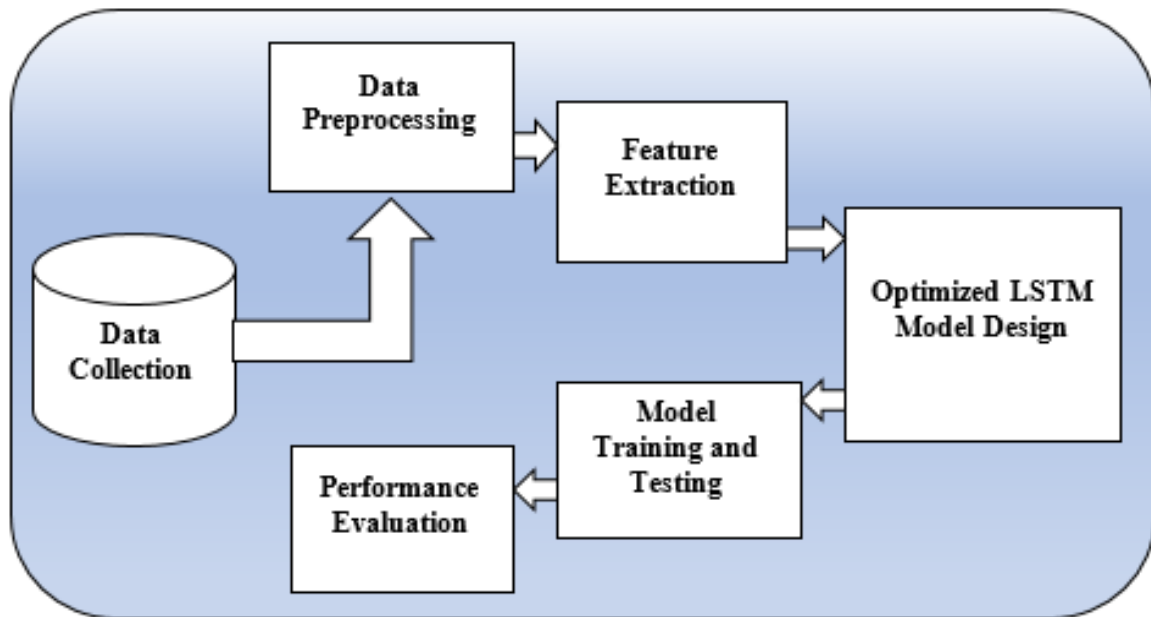 Data
Preprocessing
Feature
Extraction
Optimized LSTM
Model Design
Data
Collection
Model
Training and
Testing
Performance
Evaluation